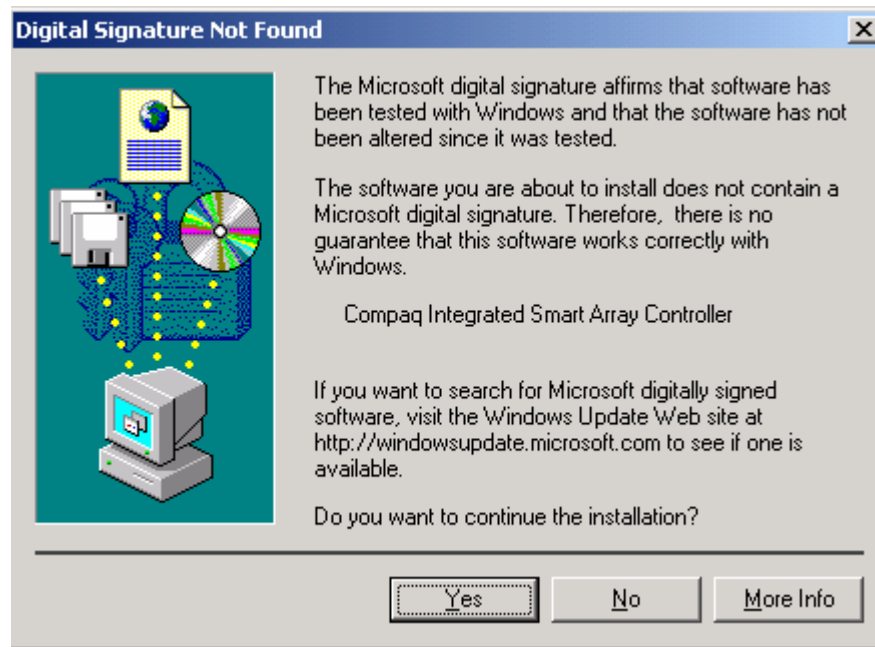 Digital Signature Not Found
The Microsoft digital signature affirms that software has
been tested with Windows and that the software has not
been altered since it was tested.
The software you are about to install does not contain a
Microsoft digital signature. Therefore,  there is no
guarantee that this software works correctly with
Windows.
Compaq Integrated Smart Array Controller
If you want to search for Microsoft digitally signed
software, visit the Windows Update Web site at
http://windowsupdate.microsoft.com to see if one is
available.
Do you want to continue the installation?
Yes
No
More Info